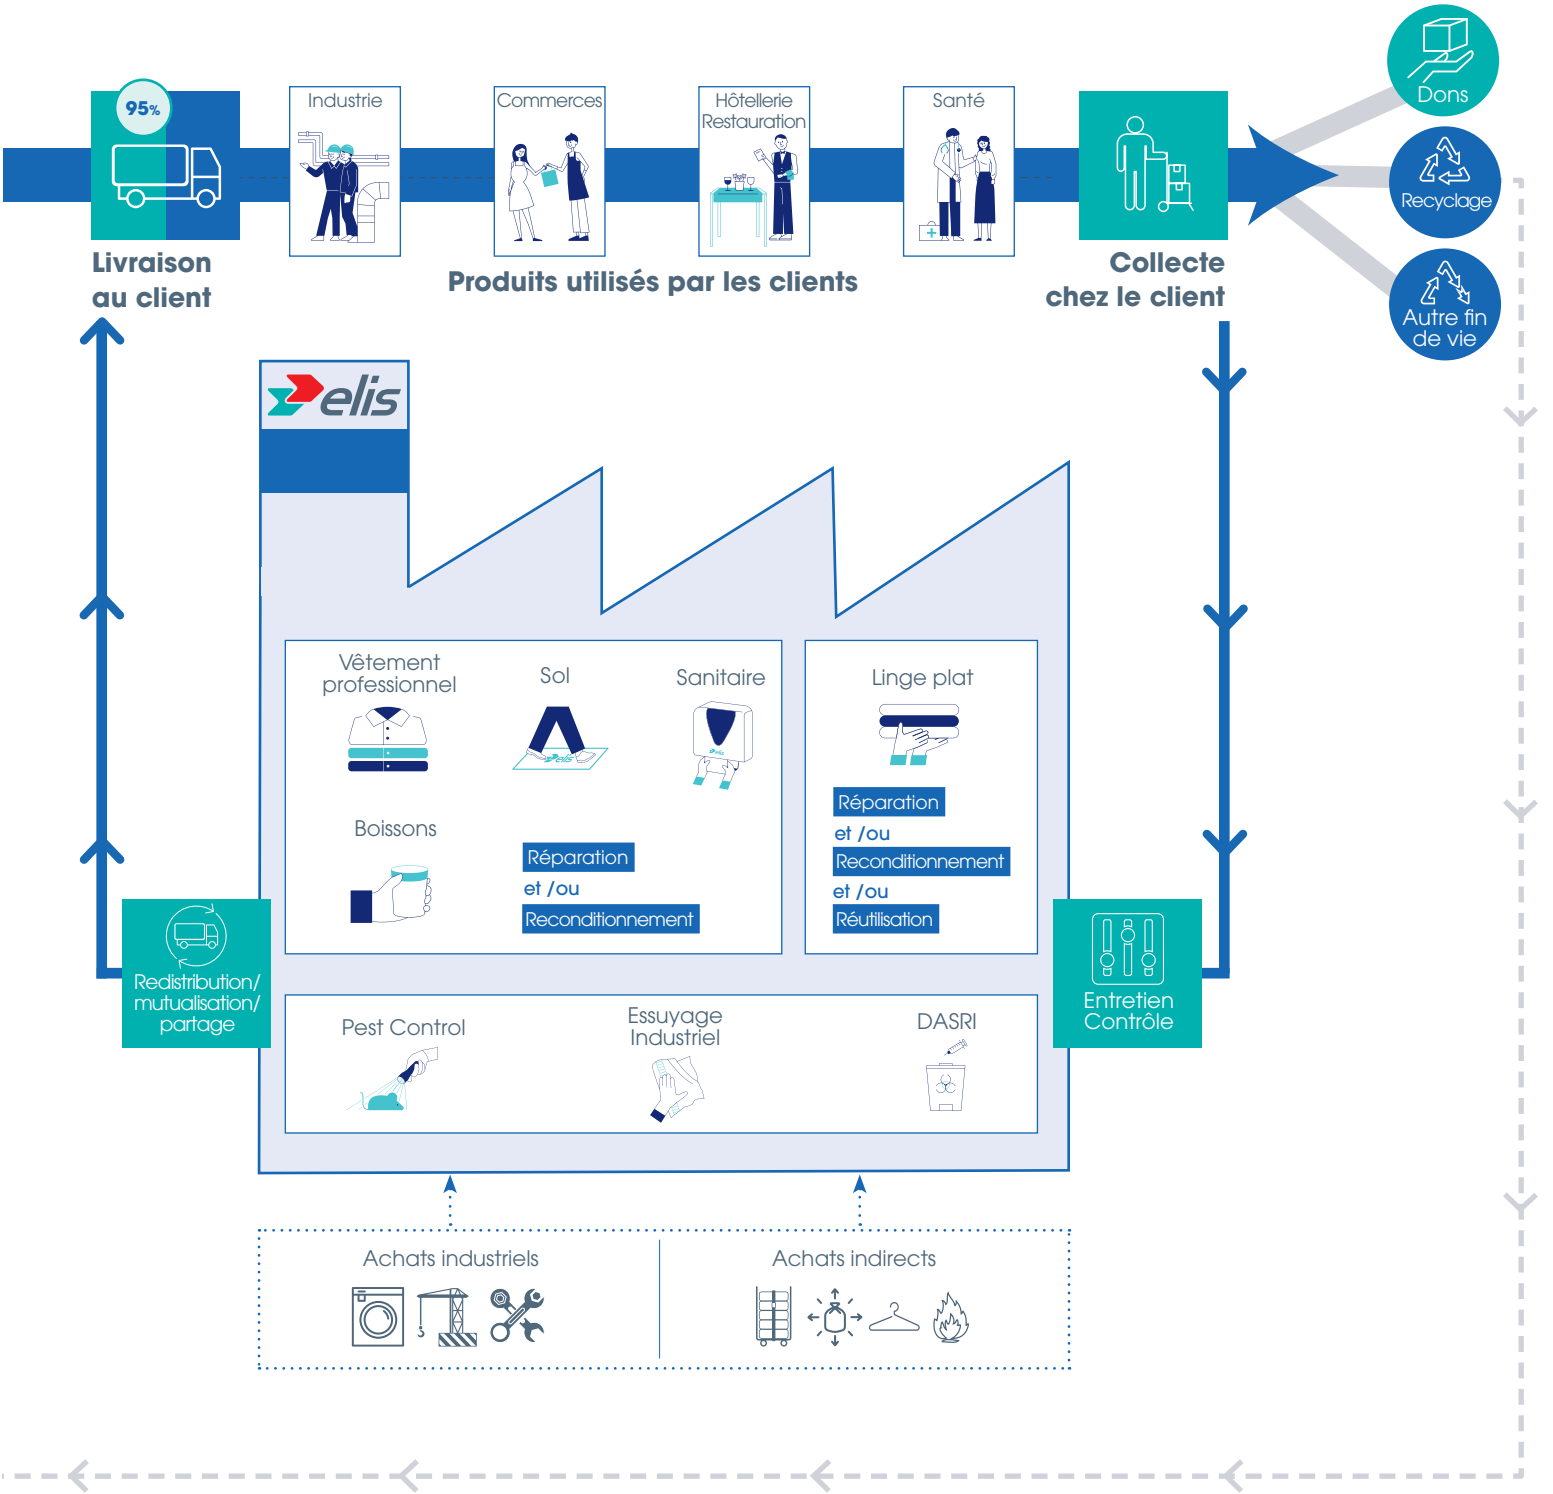 Dons
95%
Industrie
Commerces
Hôtellerie
Restauration
Santé
Recyclage
Livraison
au client
Produits utilisés par les clients
Collecte
chez le client
Autre fin
de vie
elis
Vêtement
professionnel
Sol
Sanitaire
Linge plat
elis
elis
Réparation
et /ou
Reconditionnement
et /ou
Réutilisation
Boissons
Réparation
et /ou
Reconditionnement
Redistribution/
mutualisation/
partage
Entretien
Contrôle
Pest Control
Essuyage
Industriel
DASRI
Achats industriels
Achats indirects